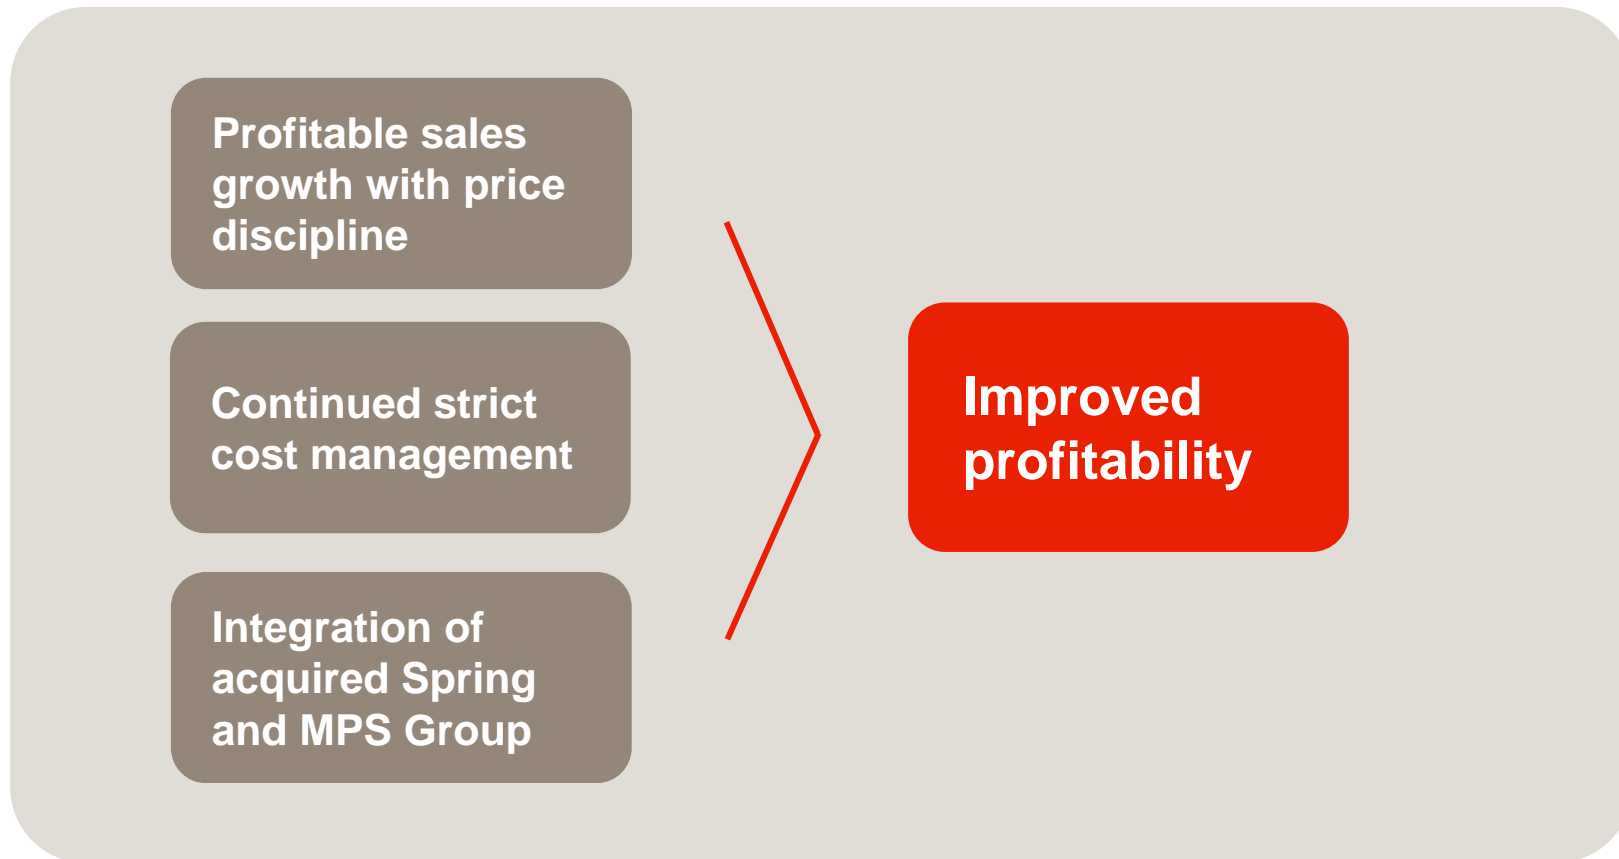 Profitable sales
growth with price
discipline
Continued strict
cost management
Integration of
acquired Spring
and MPS Group
Improved
profitability